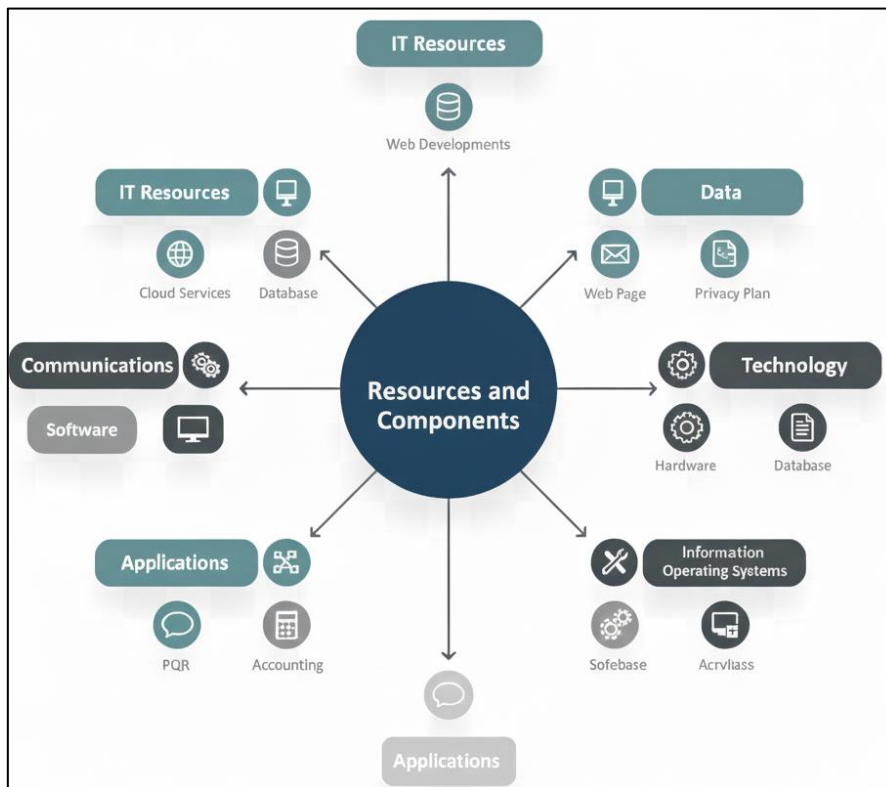 IT Resources
Web Developments
IT Resources
Data
Cloud Services
Database
Web Page
Privacy Plan
Communications
Technology
Software
Resources and
Components
Hardware
Database
Applications
Information
Operating Systems
PQR
Accounting
Sofebase
Acrvliass
Applications